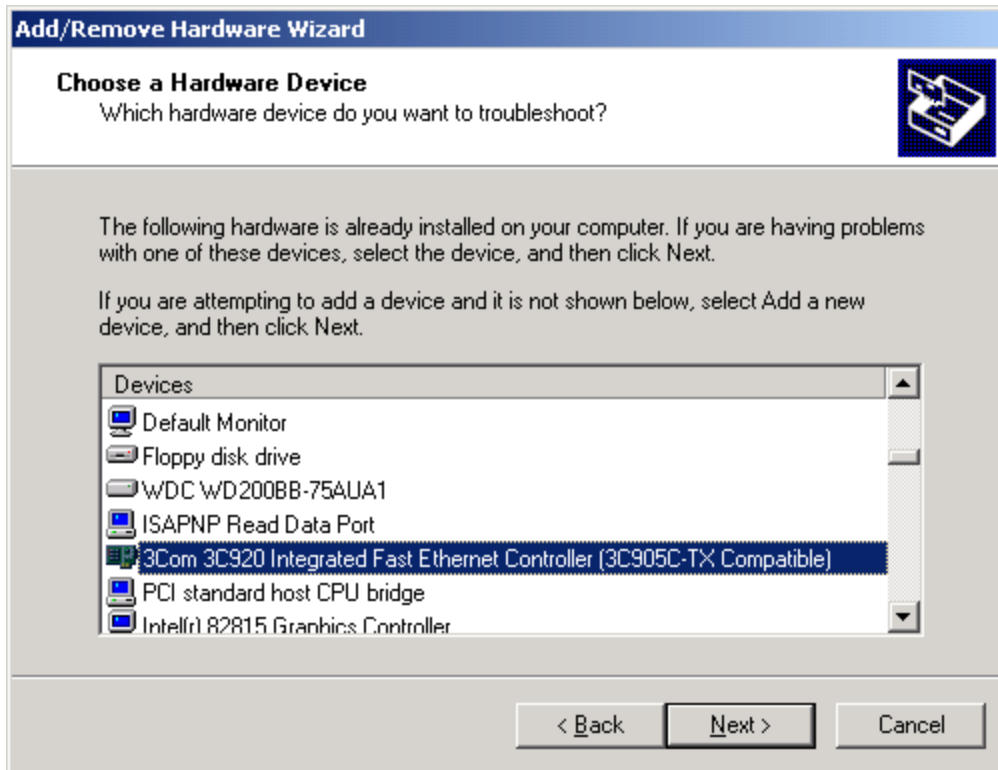 Add/Remove Hardware Wizard
Choose a Hardware Device
Which hardware device do you want to troubleshoot?
The following hardware is already installed on your computer. If you are having problems
with one of these devices, select the device, and then click Next.
If you are attempting to add a device and it is not shown below, select Add a new
device, and then click Next.
Devices
Default Monitor
Floppy disk drive
WDC WD200BB-75AUA1
ISAPNP Read Data Port
3Com 3C920 Integrated Fast Ethernet Controller (3C905C-TX Compatible)
PCI standard host CPU bridge
Intel(r) 82815 Graphics Controller
< Back
Next >
Cancel